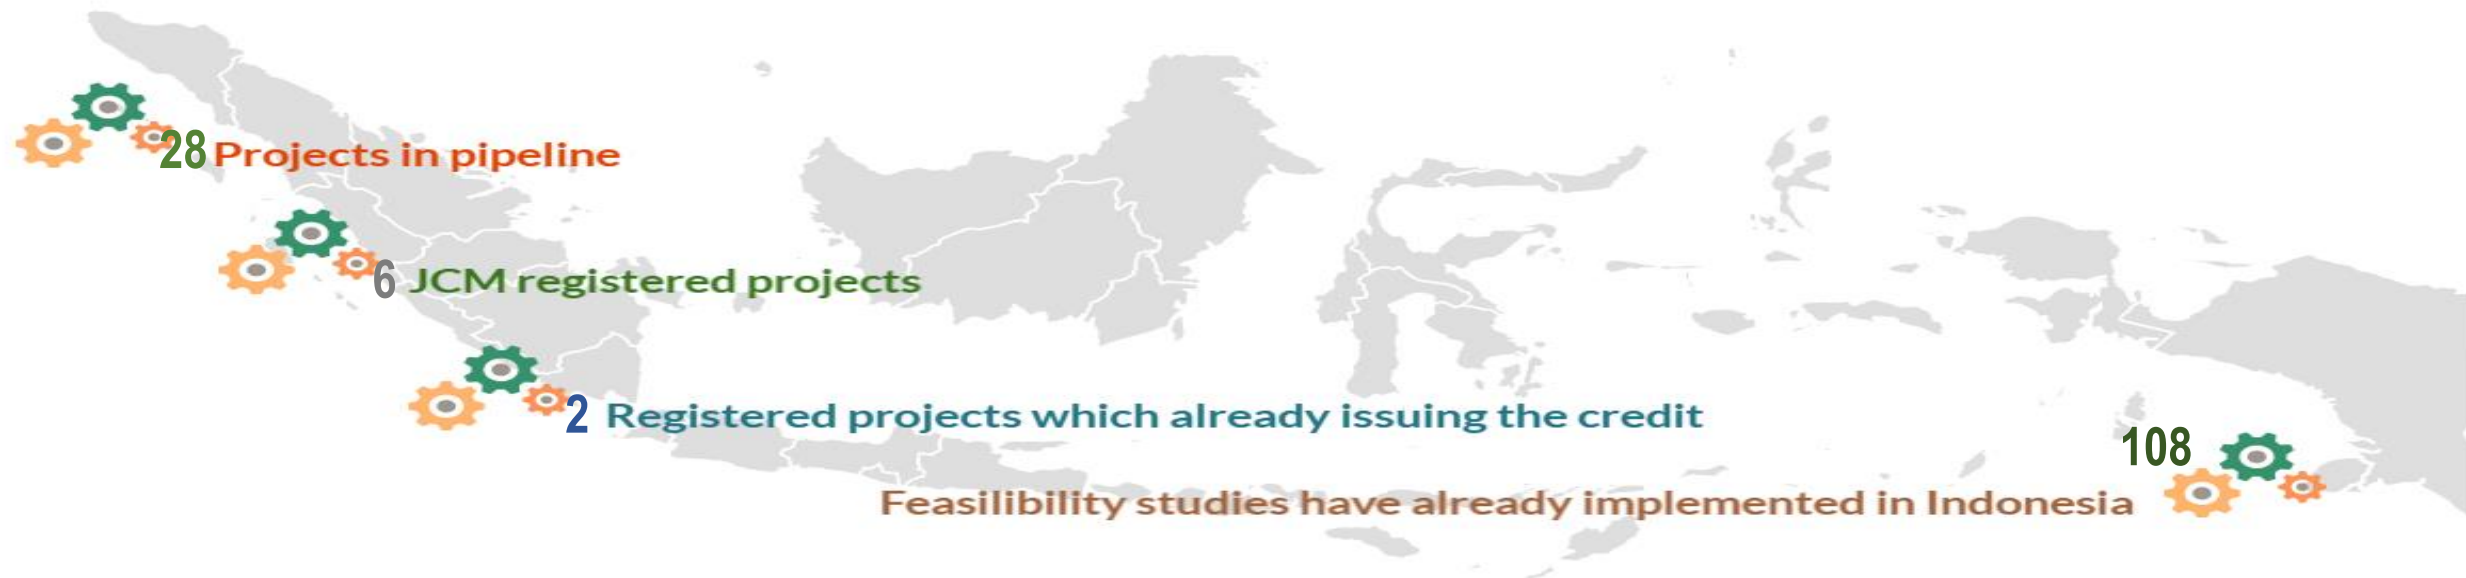 28 Projects in pipeline
6 JCM registered projects
2 Registered projects which already issuing the credit
108
Feasilibility studies have already implemented in Indonesia